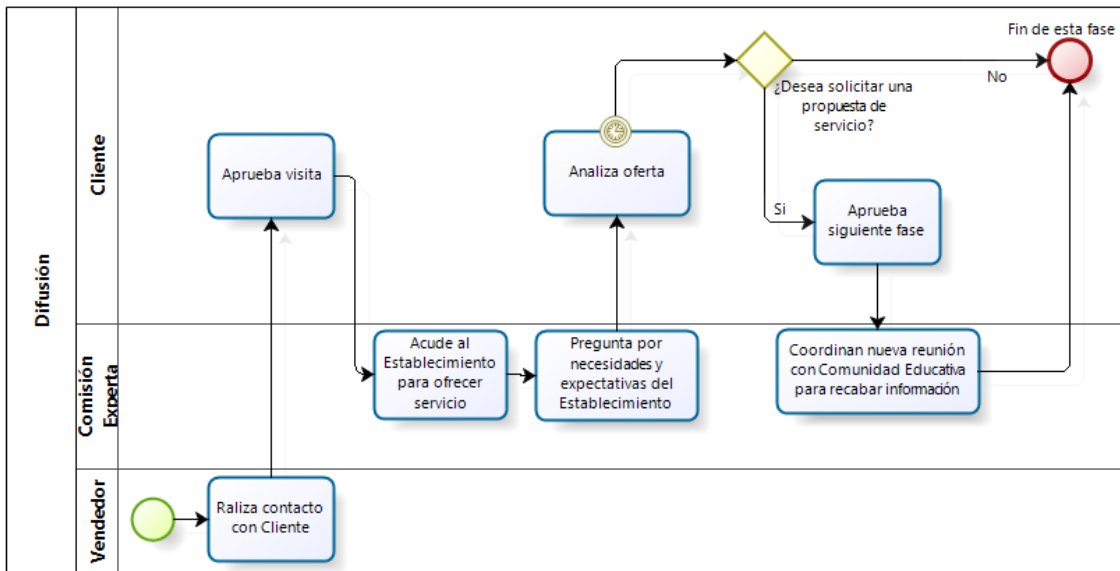 Difusión
Cliente
Fin de esta fase
¿Desea solicitar una
propuesta de
servicio?
No
Si
Aprueba visita
Analiza oferta
Aprueba
siguiente fase
Comisión
Experta
Acude al
Establecimiento
para ofrecer
servicio
Pregunta por
necesidades y
expectativas del
Establecimiento
Coordinan nueva reunión
con Comunidad Educativa
para recabar información
Vendedor
Raliza contacto
con Cliente